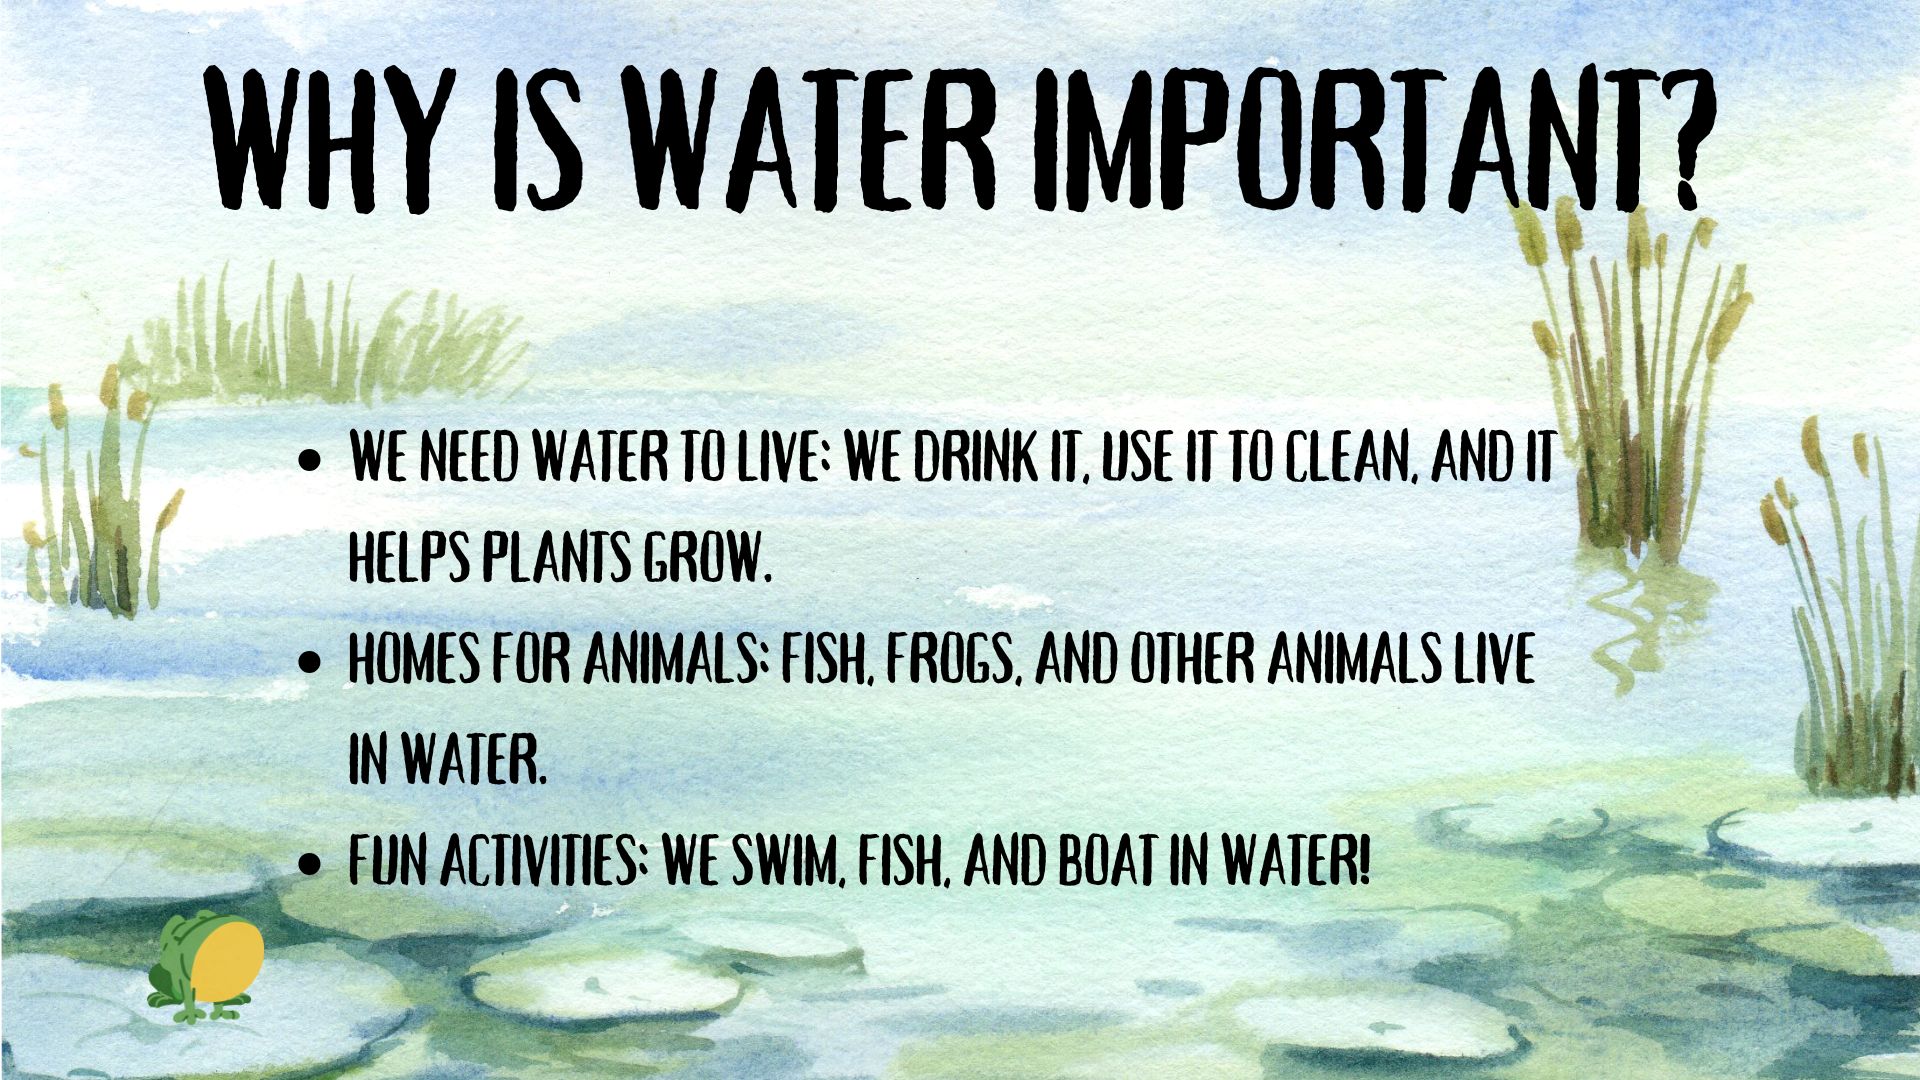 WHY IS WATER IMPORTANT?
• WE NEED WATER TO LIVE: WE DRINK IT, USE IT TO CLEAN, AND IT
HELPS PLANTS GROW.
• HOMES FOR ANIMALS: FISH, FROGS, AND OTHER ANIMALS LIVE
IN WATER.
• FUN ACTIVITIES: WE SWIM, FISH, AND BOAT IN WATER!